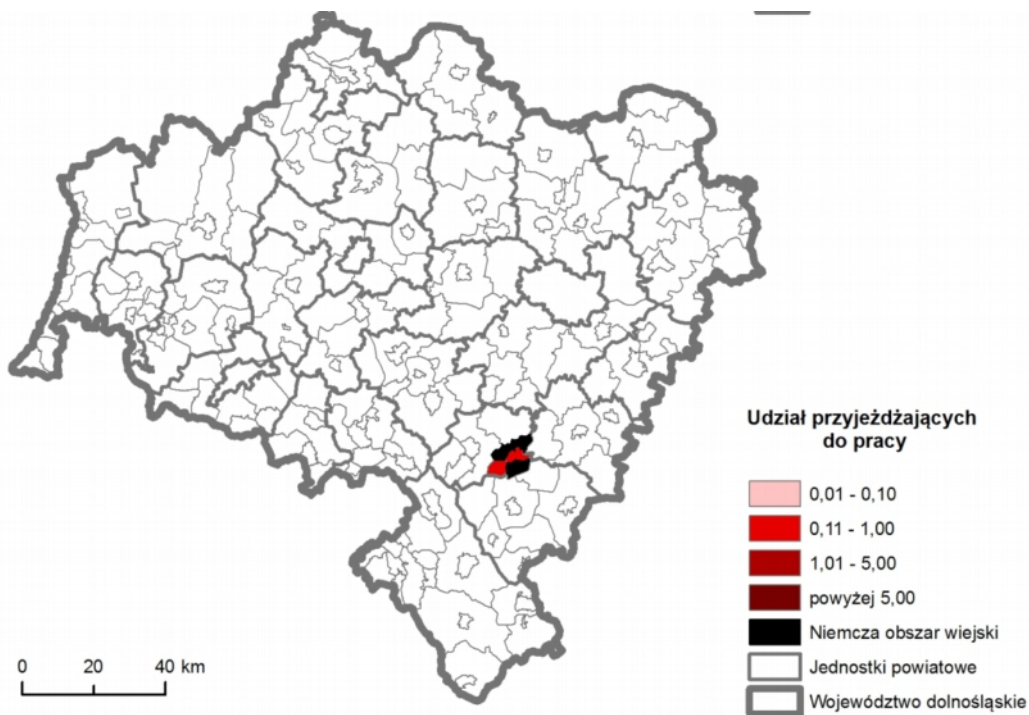 Udział przyjeżdżających
do pracy
0,01 - 0,10
0,11 - 1,00
1,01 - 5,00
powyżej 5,00
Niemcza obszar wiejski
Jednostki powiatowe
Województwo dolnośląskie
0 20 40 km